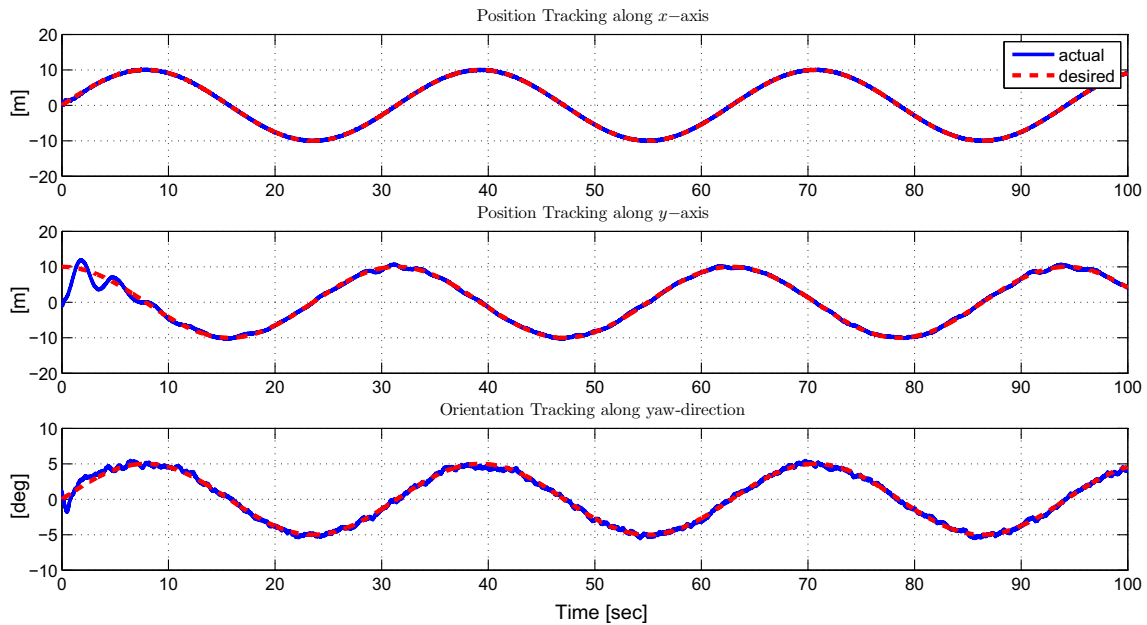 Position Tracking along x−axis
20
10
0
−10
−20
[m]
0 10 20 30 40 50 60 70 80 90 100
actual
desired
Position Tracking along y−axis
20
10
0
−10
−20
[m]
0 10 20 30 40 50 60 70 80 90 100
Orientation Tracking along yaw-direction
10
5
0
−5
−10
[deg]
0 10 20 30 40 50 60 70 80 90 100
Time [sec]